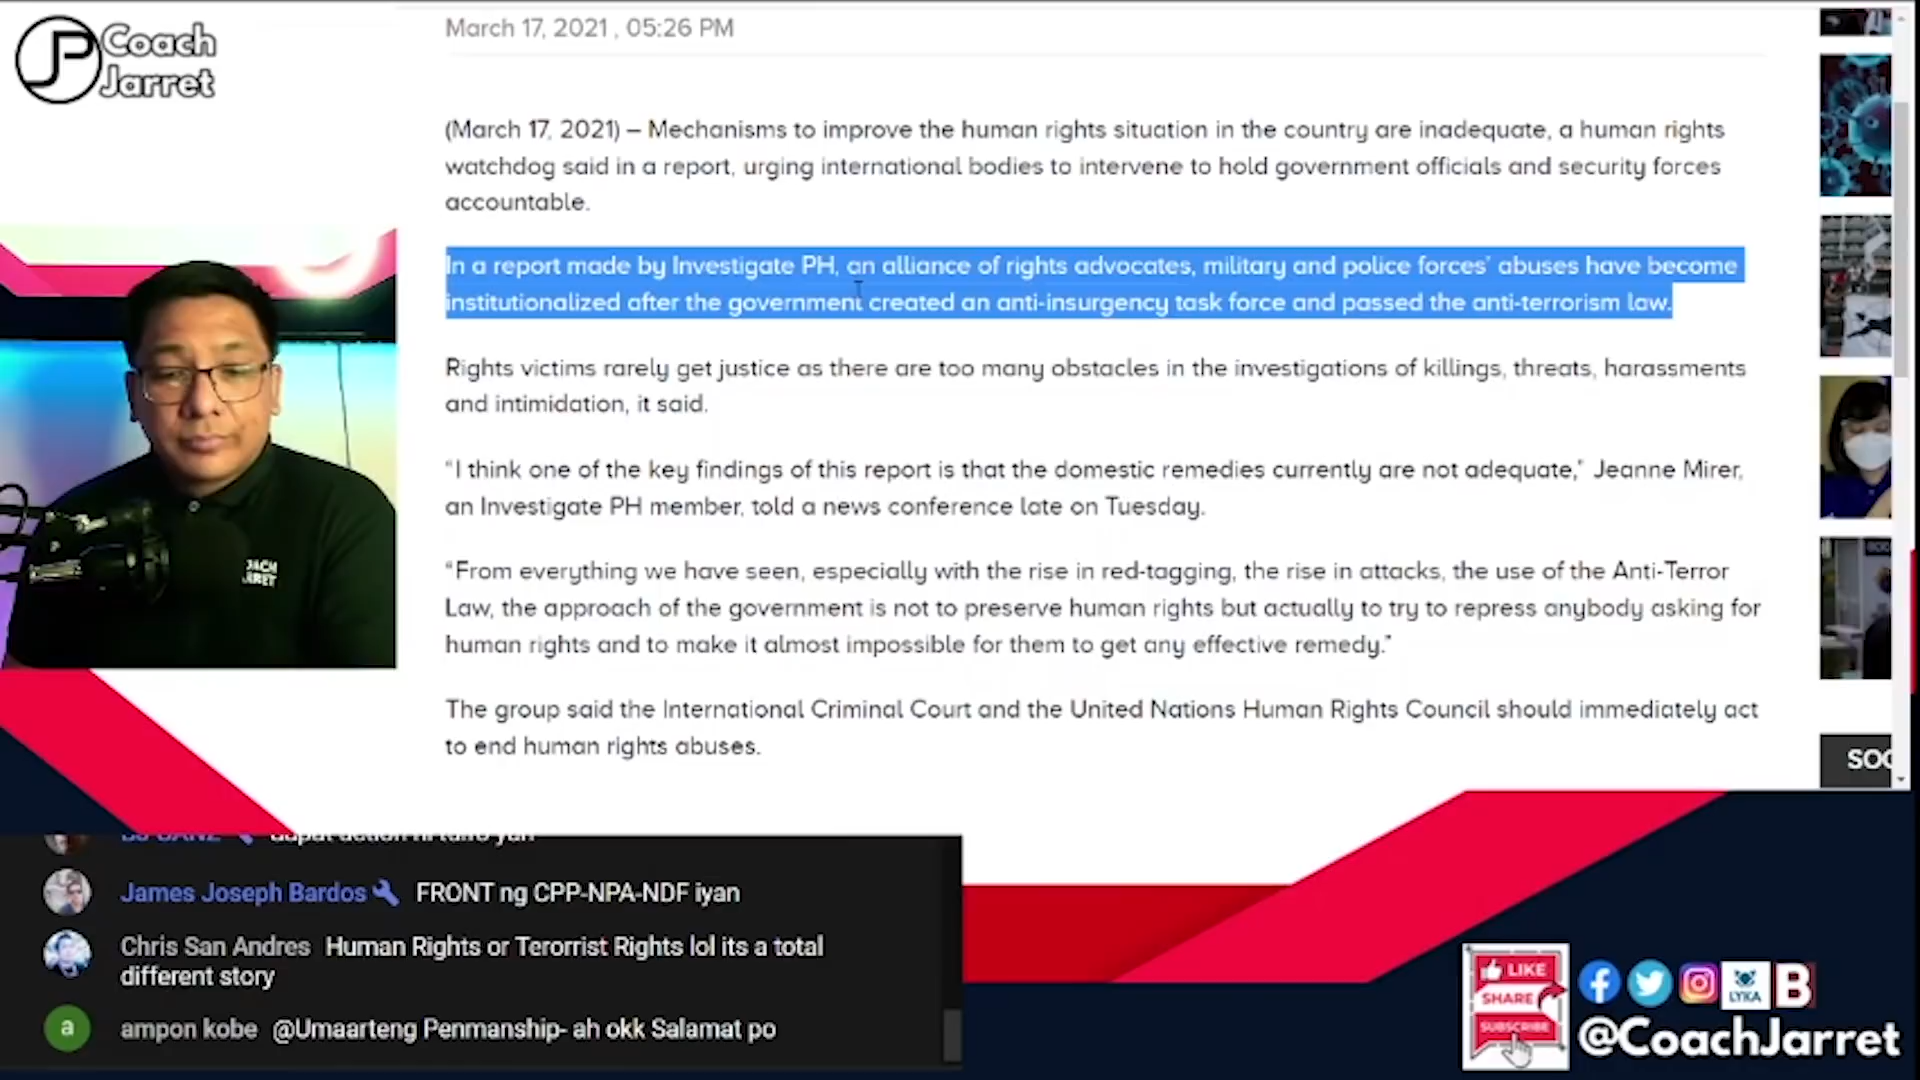 Coach
Jarret
March 17, 2021 , 05:26 PM
(March 17, 2021) – Mechanisms to improve the human rights situation in the country are inadequate, a human rights
watchdog said in a report, urging international bodies to intervene to hold government officials and security forces
accountable.
In a report made by Investigate PH, an alliance of rights advocates, military and police forces’ abuses have become
institutionalized after the government created an anti-insurgency task force and passed the anti-terrorism law.
Rights victims rarely get justice as there are too many obstacles in the investigations of killings, threats, harassments
and intimidation, it said.
“I think one of the key findings of this report is that the domestic remedies currently are not adequate,” Jeanne Mirer,
an Investigate PH member, told a news conference late on Tuesday.
“From everything we have seen, especially with the rise in red-tagging, the rise in attacks, the use of the Anti-Terror
Law, the approach of the government is not to preserve human rights but actually to try to repress anybody asking for
human rights and to make it almost impossible for them to get any effective remedy.”
The group said the International Criminal Court and the United Nations Human Rights Council should immediately act
to end human rights abuses.
SOC
James Joseph Bardos FRONT ng CPP-NPA-NDF iyan
Chris San Andres Human Rights or Terorrist Rights lol its a total
different story
a
ampon kobe @Umaarteng Penmanship- ah okk Salamat po
LIKE
SHARE
SUBSCRIBE
LYKA
B
@CoachJarret